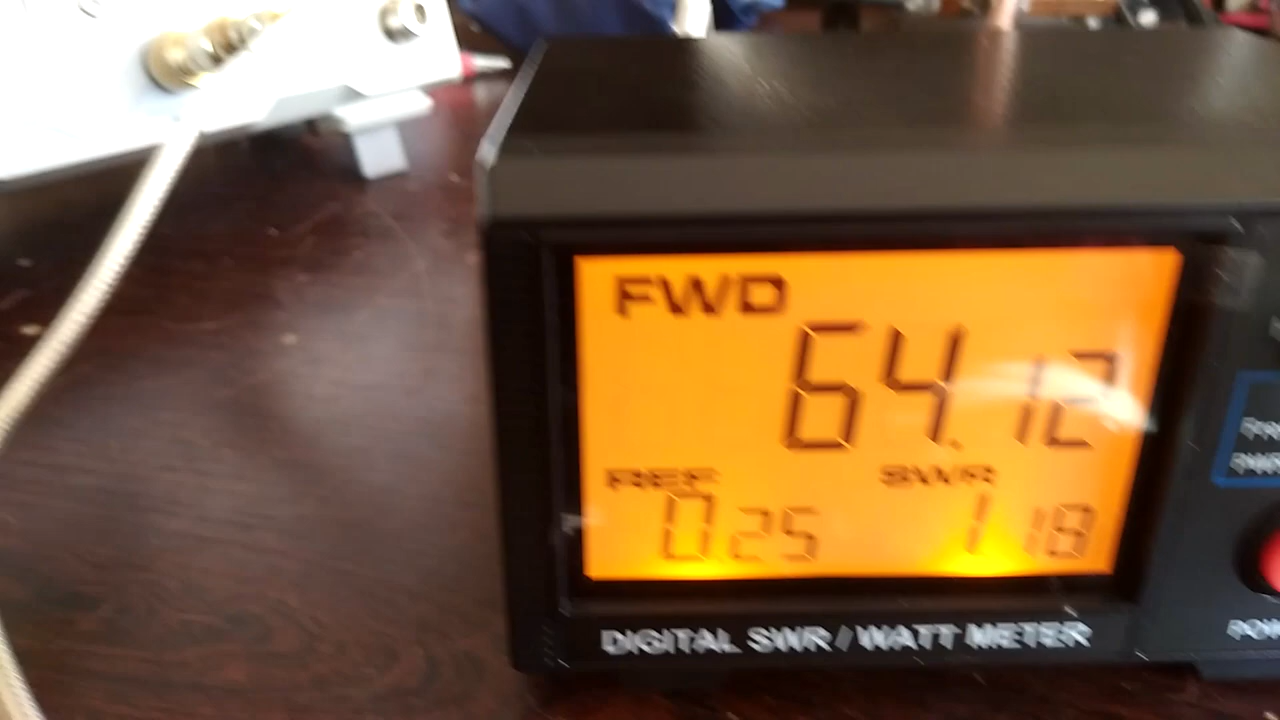 FWD
64.12
REF SWR
0.25 1.18
DIGITAL SWR / WATT METER